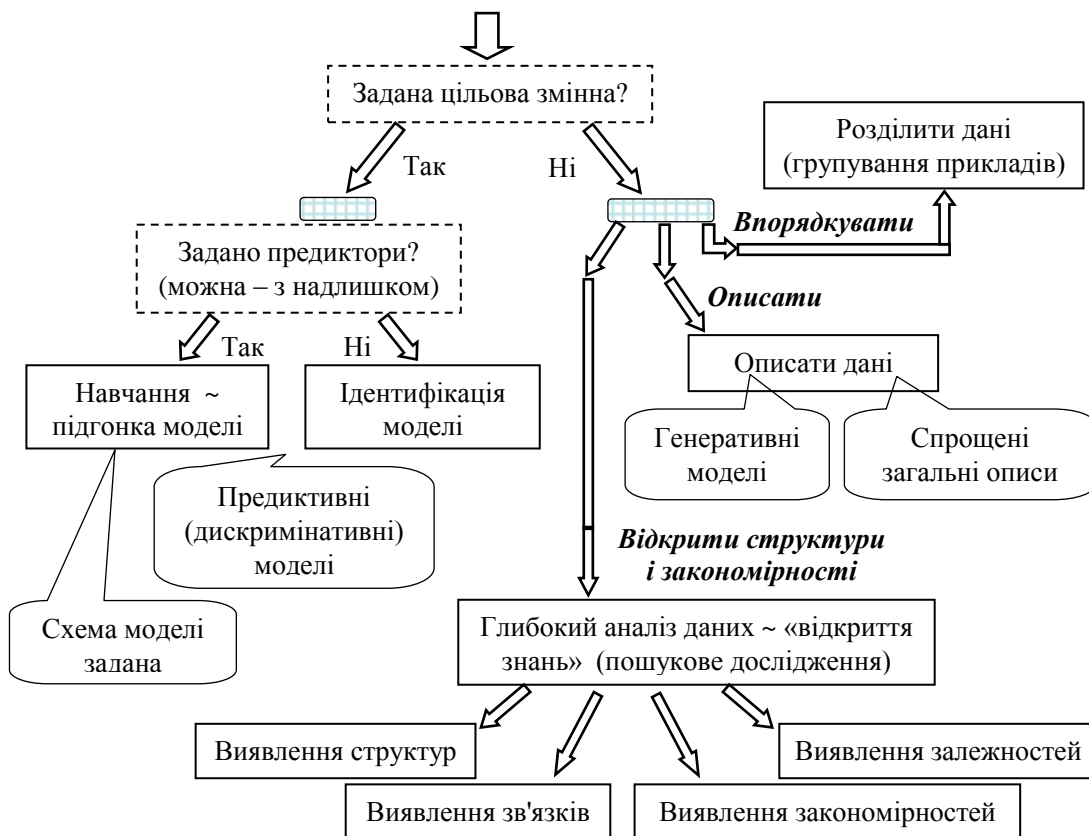 Задана цільова змінна?
Так
Ні
Розділити дані
(групування прикладів)
Впорядкувати
Задано предиктори?
(можна – з надлишком)
Описати
Так
Ні
Описати дані
Навчання ~
підгонка моделі
Ідентифікація
моделі
Генеративні
моделі
Спрощені
загальні описи
Предиктивні
(дискримінативні)
моделі
Відкрити структури
і закономірності
Схема моделі
задана
Глибокий аналіз даних ~ «відкриття
знань» (пошукове дослідження)
Виявлення структур
Виявлення залежностей
Виявлення зв'язків
Виявлення закономірностей